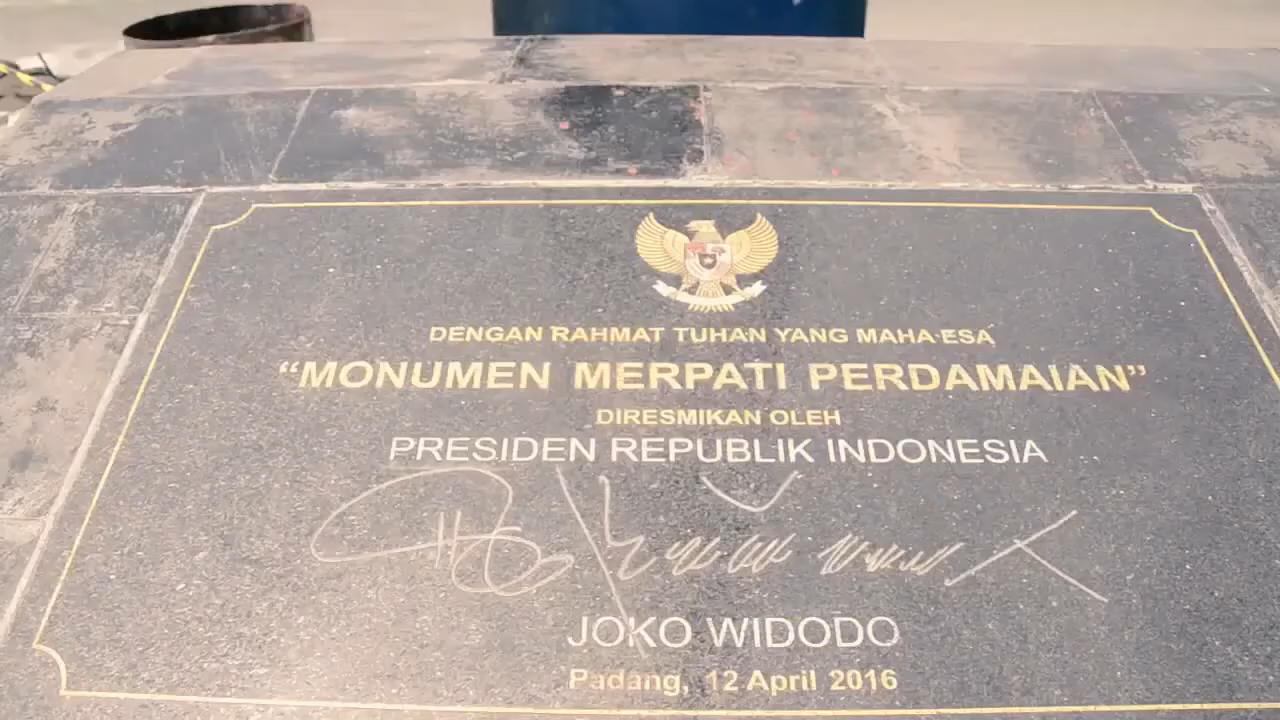 DENGAN RAHMAT TUHAN YANG MAHA ESA
“MONUMEN MERPATI PERDAMAIAN”
DIRESMIKAN OLEH
PRESIDEN REPUBLIK INDONESIA
JOKO WIDODO
Padang, 12 April 2016